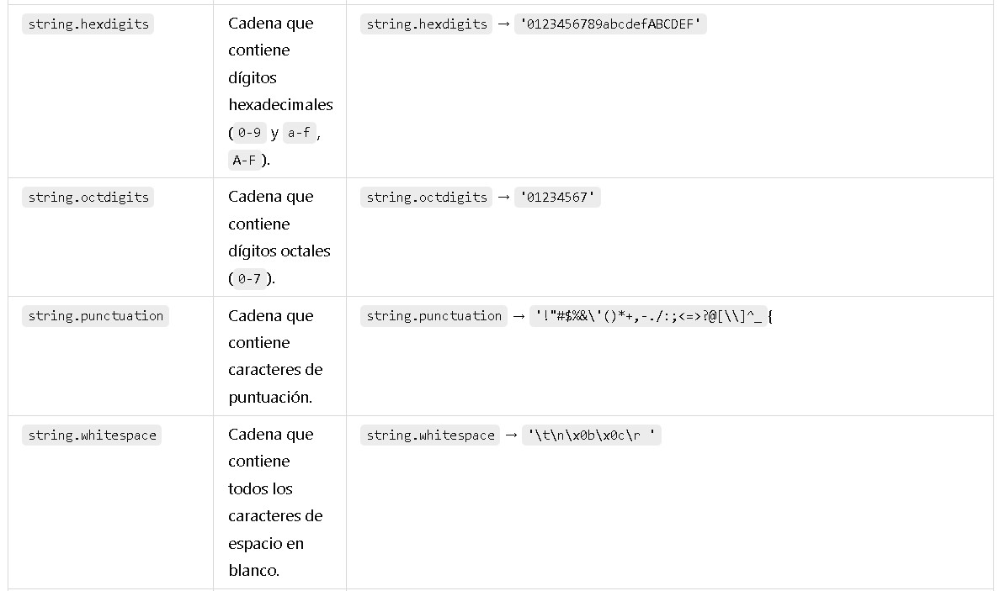 string.hexdigits
Cadena que
contiene
dígitos
hexadecimales
( 0-9 y a-f ,
A-F ).
string.hexdigits → '0123456789abcdefABCDEF'
string.octdigits
Cadena que
contiene
dígitos octales
( 0-7 ).
string.octdigits → '01234567'
string.punctuation
Cadena que
contiene
caracteres de
puntuación.
string.punctuation → '!"#$%&\'()*+,-./:;<=>?@[\\]^_ {
string.whitespace
Cadena que
contiene
todos los
caracteres de
espacio en
blanco.
string.whitespace → '\t\n\x0b\x0c\r '